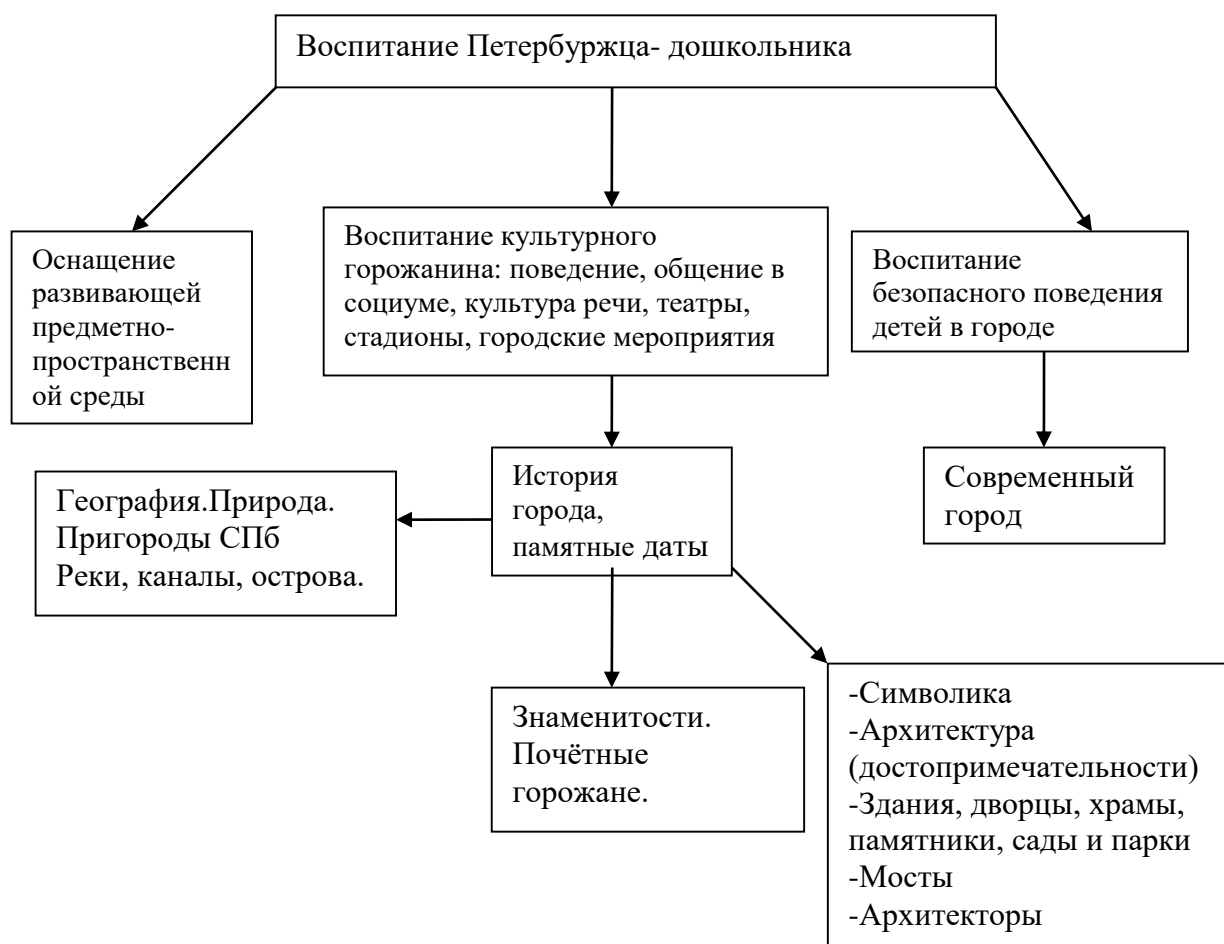 Воспитание Петербуржца- дошкольника
Оснащение
развивающей
предметно-
пространственн
ой среды
Воспитание культурного
горожанина: поведение, общение в
социуме, культура речи, театры,
стадионы, городские мероприятия
Воспитание
безопасного поведения
детей в городе
География.Природа.
Пригороды СПб
Реки, каналы, острова.
История
города,
памятные даты
Современный
город
Знаменитости.
Почётные
горожане.
-Символика
-Архитектура
(достопримечательности)
-Здания, дворцы, храмы,
памятники, сады и парки
-Мосты
-Архитекторы